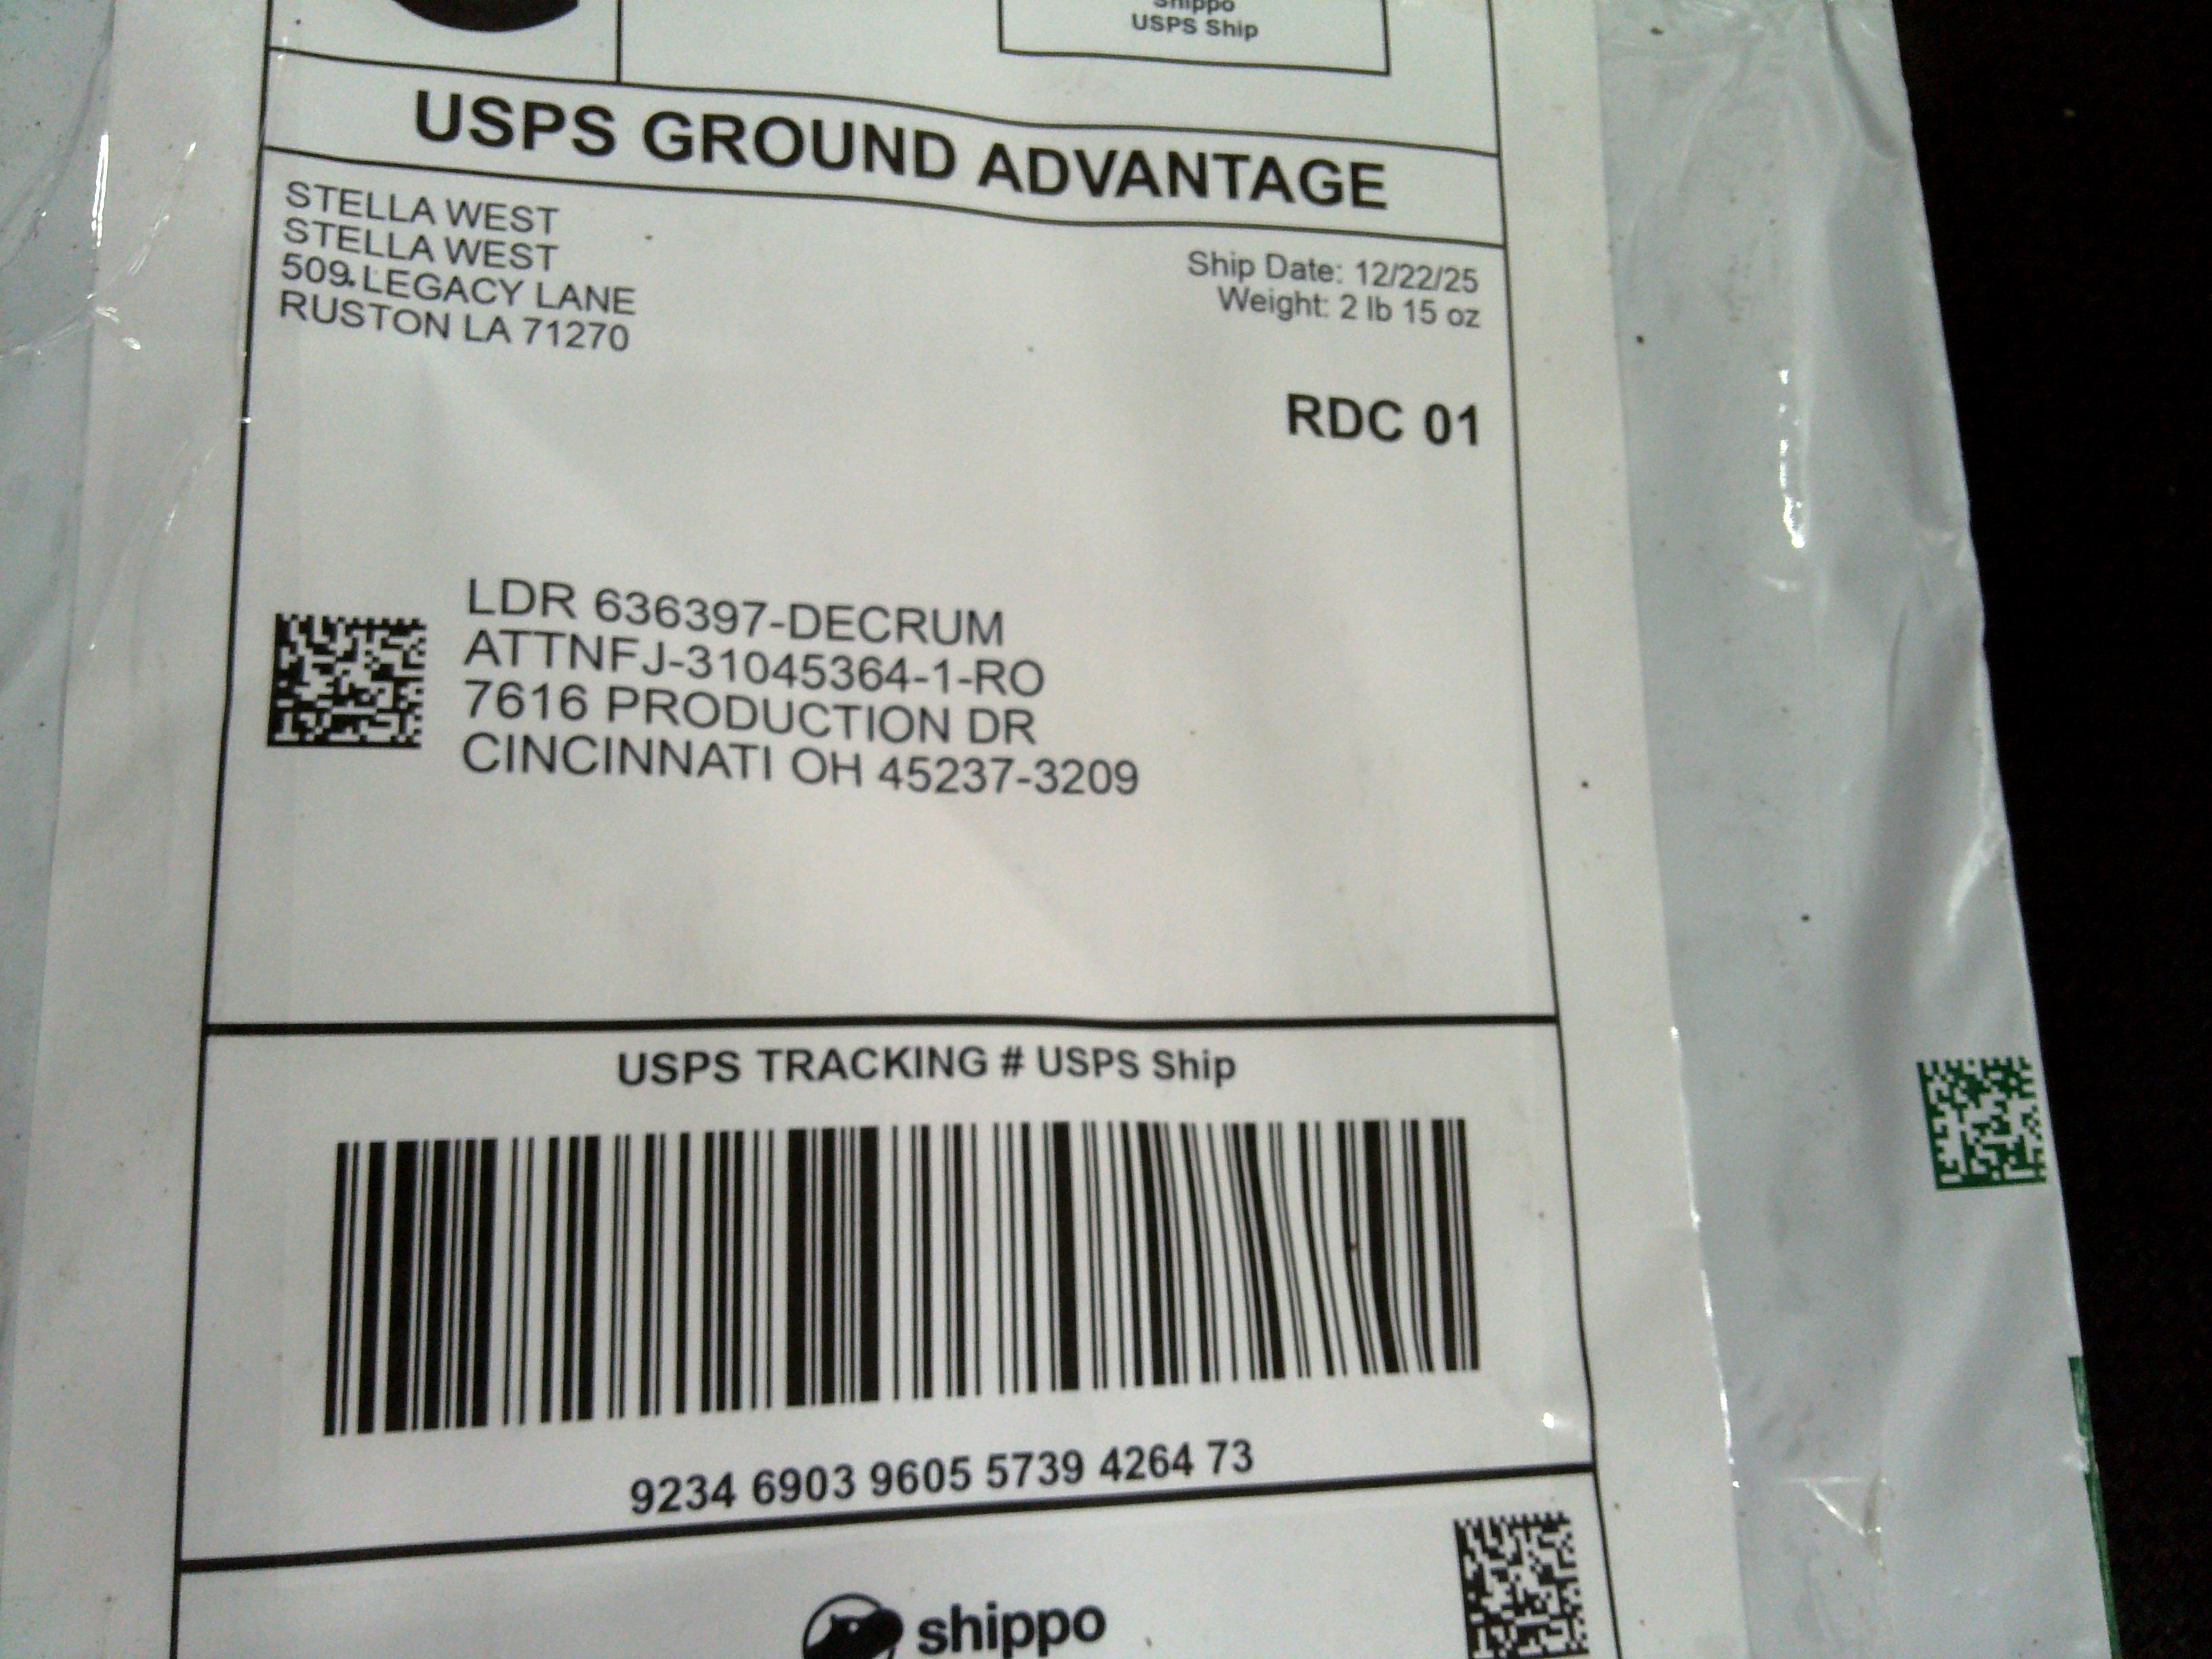 Shippo
USPS Ship
USPS GROUND ADVANTAGE
STELLA WEST
STELLA WEST
509 LEGACY LANE
RUSTON LA 71270
Ship Date: 12/22/25
Weight: 2 lb 15 oz
RDC 01
LDR 636397-DECRUM
ATTNFJ-31045364-1-RO
7616 PRODUCTION DR
CINCINNATI OH 45237-3209
USPS TRACKING # USPS Ship
9234 6903 9605 5739 4264 73
shippo